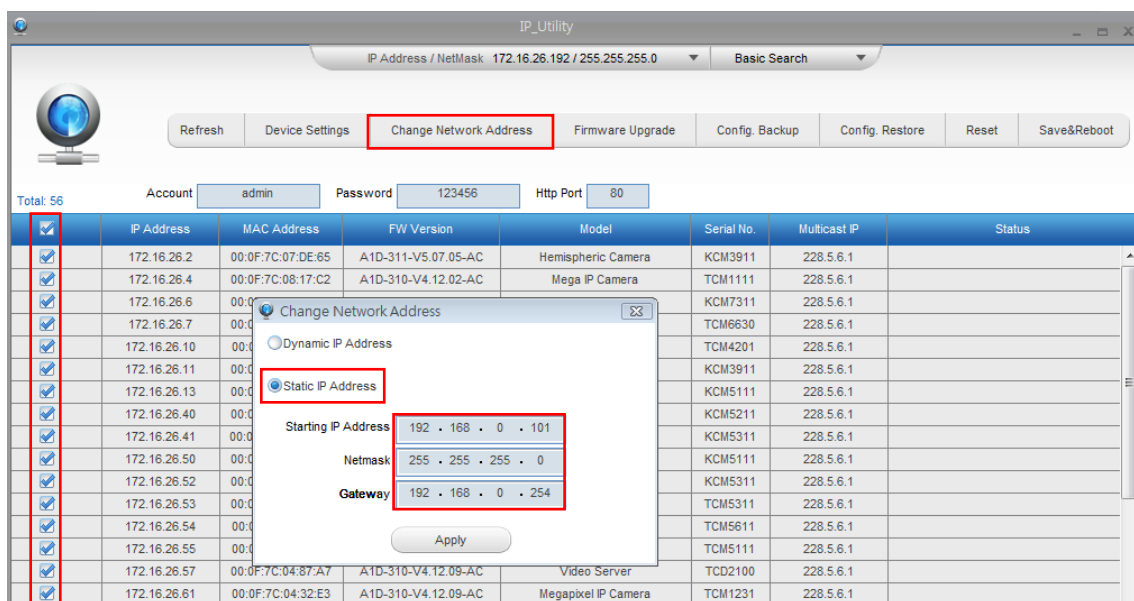 IP_Utility
IP Address / NetMask 172.16.26.192 / 255.255.255.0 Basic Search
Refresh Device Settings Change Network Address Firmware Upgrade Config. Backup Config. Restore Reset Save&Reboot
Total: 56 Account admin Password 123456 Http Port 80
IP Address MAC Address FW Version Model Serial No. Multicast IP Status
172.16.26.2 00:0F:7C:07:DE:65 A1D-311-V5.07.05-AC Hemispheric Camera KCM3911 228.5.6.1
172.16.26.4 00:0F:7C:08:17:C2 A1D-310-V4.12.02-AC Mega IP Camera TCM1111 228.5.6.1
172.16.26.6 KCM7311 228.5.6.1
172.16.26.7 TCM6630 228.5.6.1
172.16.26.10 TCM4201 228.5.6.1
172.16.26.11 KCM3911 228.5.6.1
172.16.26.13 KCM5111 228.5.6.1
172.16.26.40 KCM5211 228.5.6.1
172.16.26.41 KCM5311 228.5.6.1
172.16.26.50 KCM5111 228.5.6.1
172.16.26.52 KCM5311 228.5.6.1
172.16.26.53 TCM5311 228.5.6.1
172.16.26.54 TCM5611 228.5.6.1
172.16.26.55 TCM5111 228.5.6.1
172.16.26.57 00:0F:7C:04:87:A7 A1D-310-V4.12.09-AC Video Server TCD2100 228.5.6.1
172.16.26.61 00:0F:7C:04:32:E3 A1D-310-V4.12.09-AC Megapixel IP Camera TCM1231 228.5.6.1
Change Network Address
Dynamic IP Address
Static IP Address
Starting IP Address 192 . 168 . 0 . 101
Netmask 255 . 255 . 255 . 0
Gateway 192 . 168 . 0 . 254
Apply